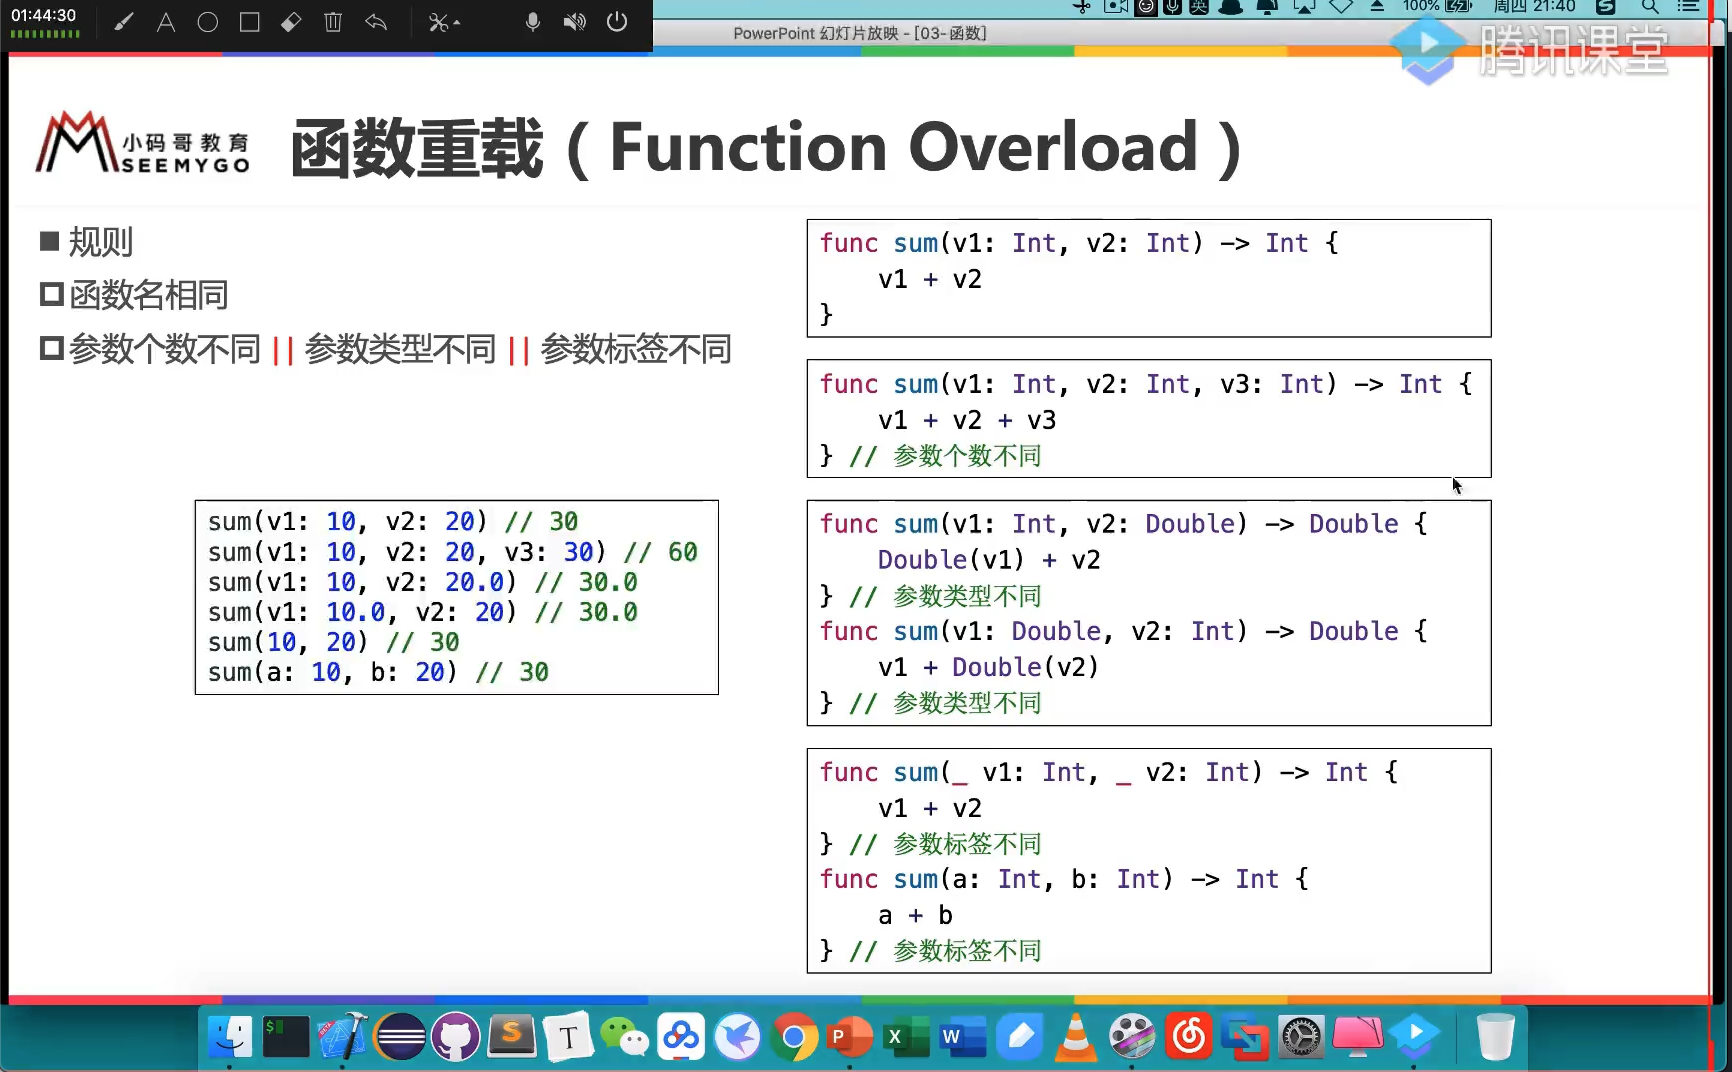 01:44:30
100%
周四 21:40
英
PowerPoint 幻灯片放映 - [03-函数]
腾讯课堂
小码哥教育
SEEMYGO
函数重载（Function Overload）
规则
函数名相同
参数个数不同 || 参数类型不同 || 参数标签不同
sum(v1: 10, v2: 20) // 30
sum(v1: 10, v2: 20, v3: 30) // 60
sum(v1: 10, v2: 20.0) // 30.0
sum(v1: 10.0, v2: 20) // 30.0
sum(10, 20) // 30
sum(a: 10, b: 20) // 30
func sum(v1: Int, v2: Int) -> Int {
v1 + v2
}
func sum(v1: Int, v2: Int, v3: Int) -> Int {
v1 + v2 + v3
} // 参数个数不同
func sum(v1: Int, v2: Double) -> Double {
Double(v1) + v2
} // 参数类型不同
func sum(v1: Double, v2: Int) -> Double {
v1 + Double(v2)
} // 参数类型不同
func sum(_ v1: Int, _ v2: Int) -> Int {
v1 + v2
} // 参数标签不同
func sum(a: Int, b: Int) -> Int {
a + b
} // 参数标签不同